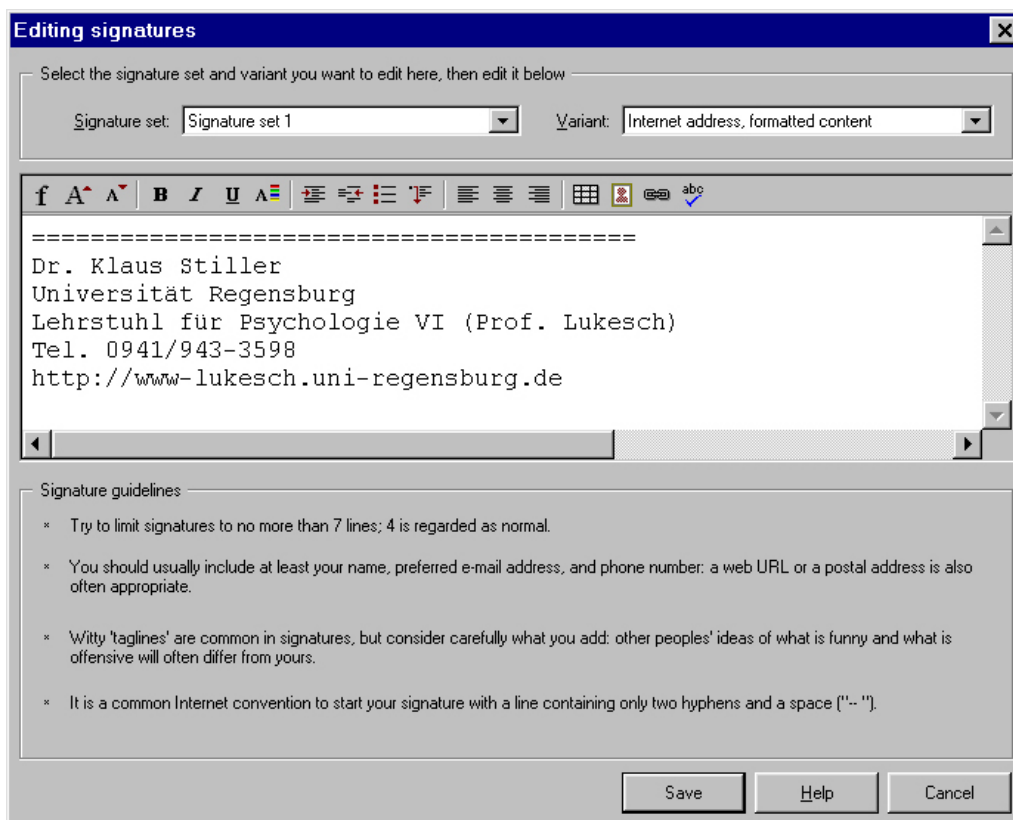 Editing signatures
Select the signature set and variant you want to edit here, then edit it below
Signature set: Signature set 1 Variant: Internet address, formatted content
f A A B I U A abc
=========================================
Dr. Klaus Stiller
Universität Regensburg
Lehrstuhl für Psychologie VI (Prof. Lukesch)
Tel. 0941/943-3598
http://www-lukesch.uni-regensburg.de
Signature guidelines
* Try to limit signatures to no more than 7 lines; 4 is regarded as normal.
* You should usually include at least your name, preferred e-mail address, and phone number: a web URL or a postal address is also
often appropriate.
* Witty 'taglines' are common in signatures, but consider carefully what you add: other peoples' ideas of what is funny and what is
offensive will often differ from yours.
* It is a common Internet convention to start your signature with a line containing only two hyphens and a space ("-- ").
Save Help Cancel